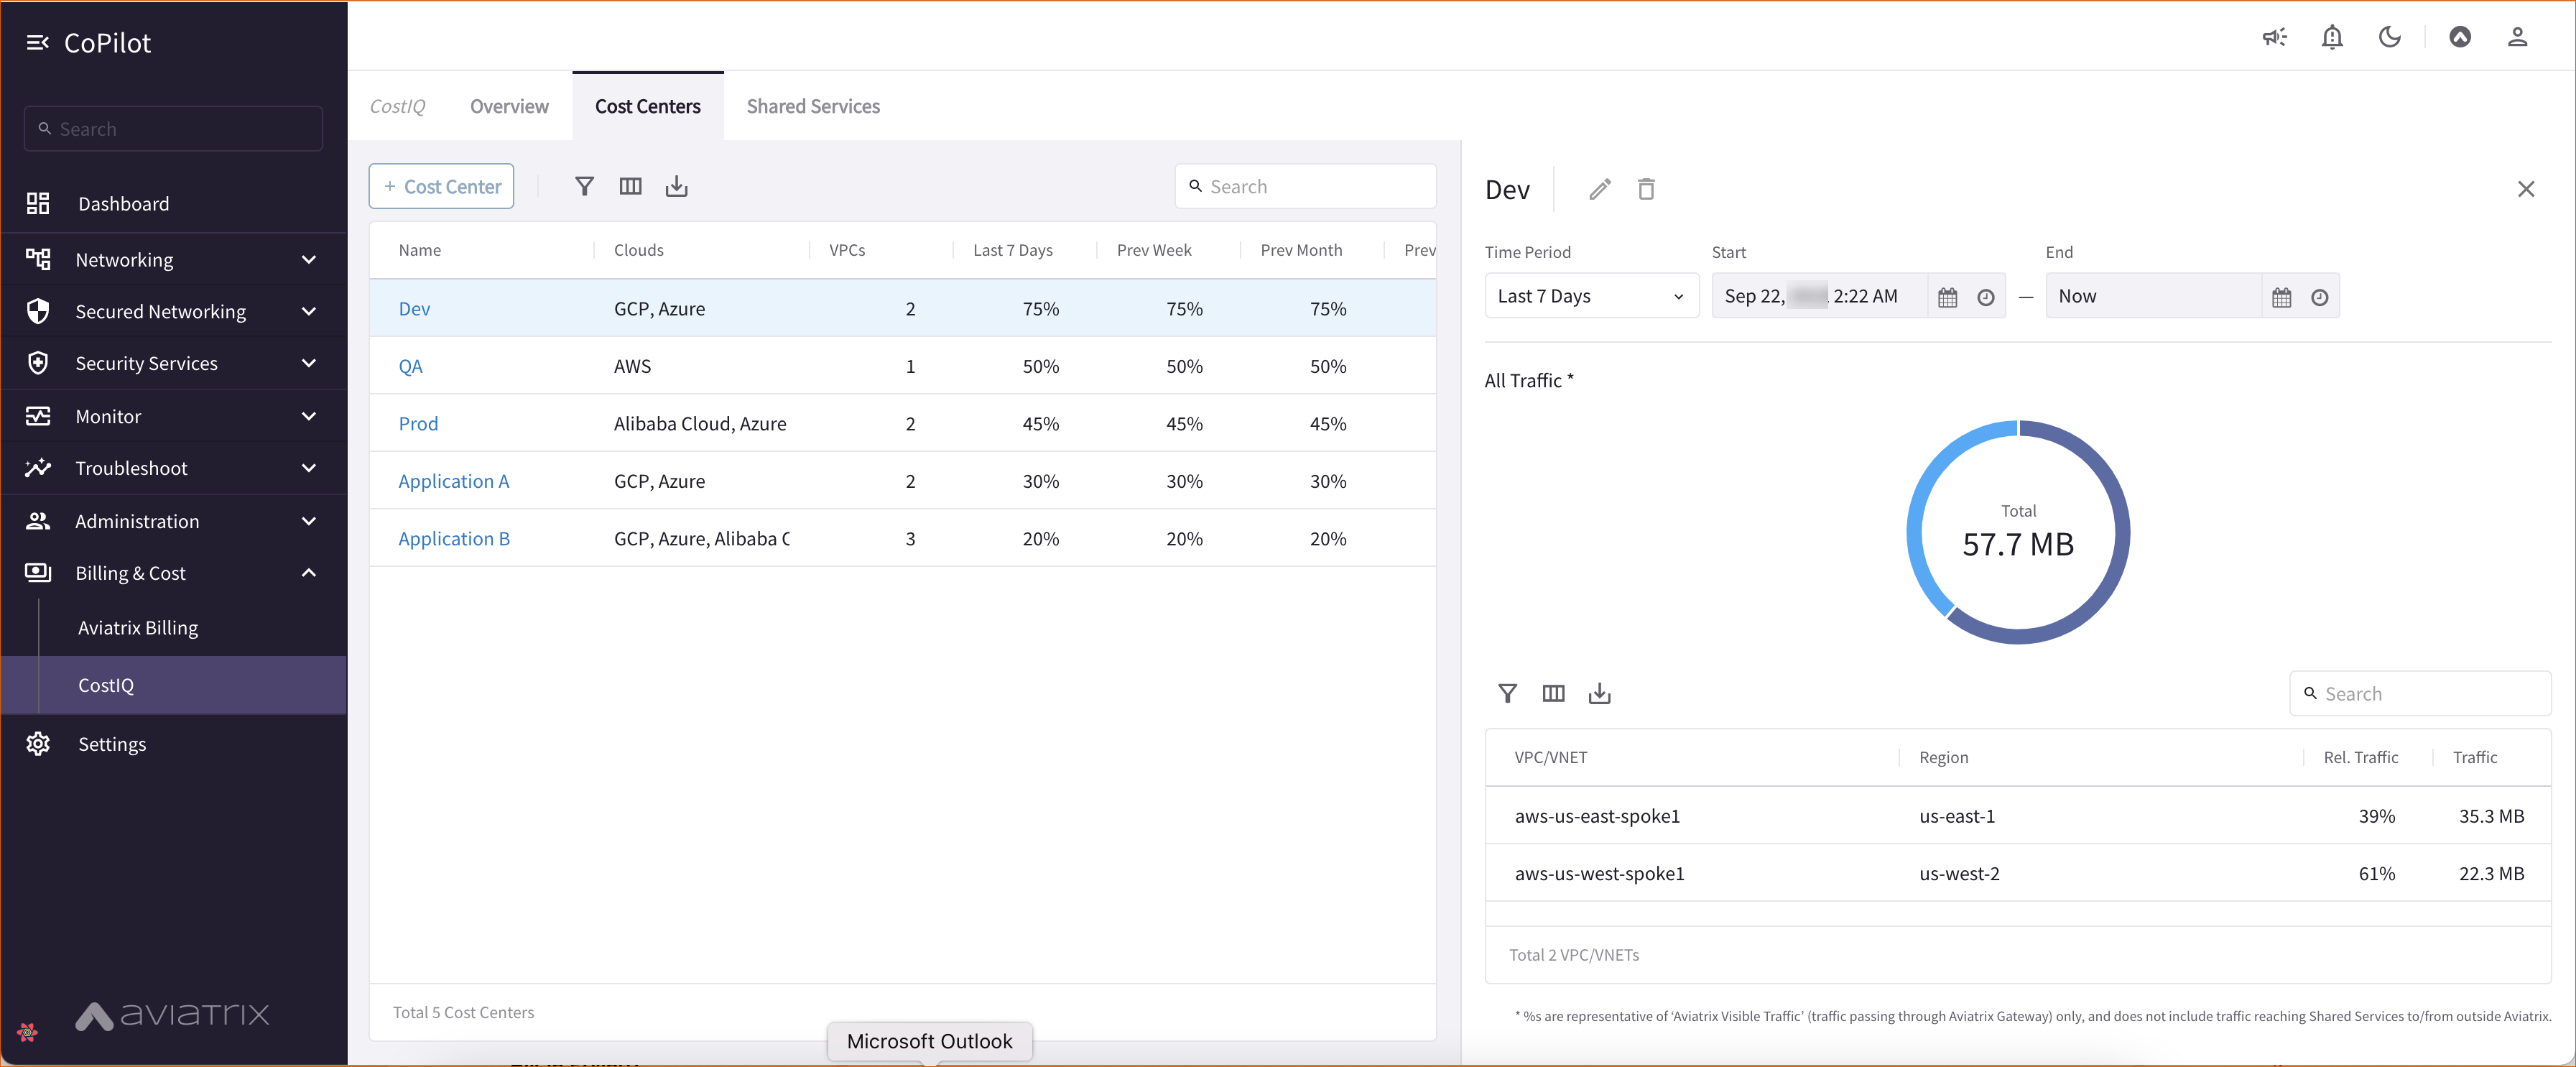 CoPilot
Search
Dashboard
Networking
Secured Networking
Security Services
Monitor
Troubleshoot
Administration
Billing & Cost
Aviatrix Billing
CostIQ
Settings
aviatrix
CostIQ Overview Cost Centers Shared Services
+ Cost Center Search
Name Clouds VPCs Last 7 Days Prev Week Prev Month Prev
Dev GCP, Azure 2 75% 75% 75%
QA AWS 1 50% 50% 50%
Prod Alibaba Cloud, Azure 2 45% 45% 45%
Application A GCP, Azure 2 30% 30% 30%
Application B GCP, Azure, Alibaba C 3 20% 20% 20%
Total 5 Cost Centers
Microsoft Outlook
Dev
Time Period Start End
Last 7 Days Sep 22, 2:22 AM — Now
All Traffic *
Total
57.7 MB
Search
VPC/VNET Region Rel. Traffic Traffic
aws-us-east-spoke1 us-east-1 39% 35.3 MB
aws-us-west-spoke1 us-west-2 61% 22.3 MB
Total 2 VPC/VNETs
* %s are representative of ‘Aviatrix Visible Traffic’ (traffic passing through Aviatrix Gateway) only, and does not include traffic reaching Shared Services to/from outside Aviatrix.